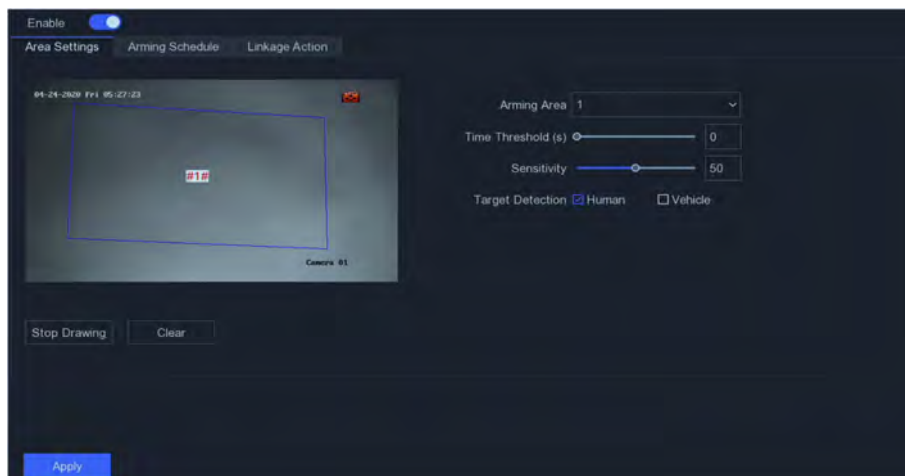 Enable
Area Settings Arming Schedule Linkage Action
04-24-2020 Fri 05:27:23
#1#
Camera 01
Arming Area 1
Time Threshold (s) 0
Sensitivity 50
Target Detection Human Vehicle
Stop Drawing Clear
Apply